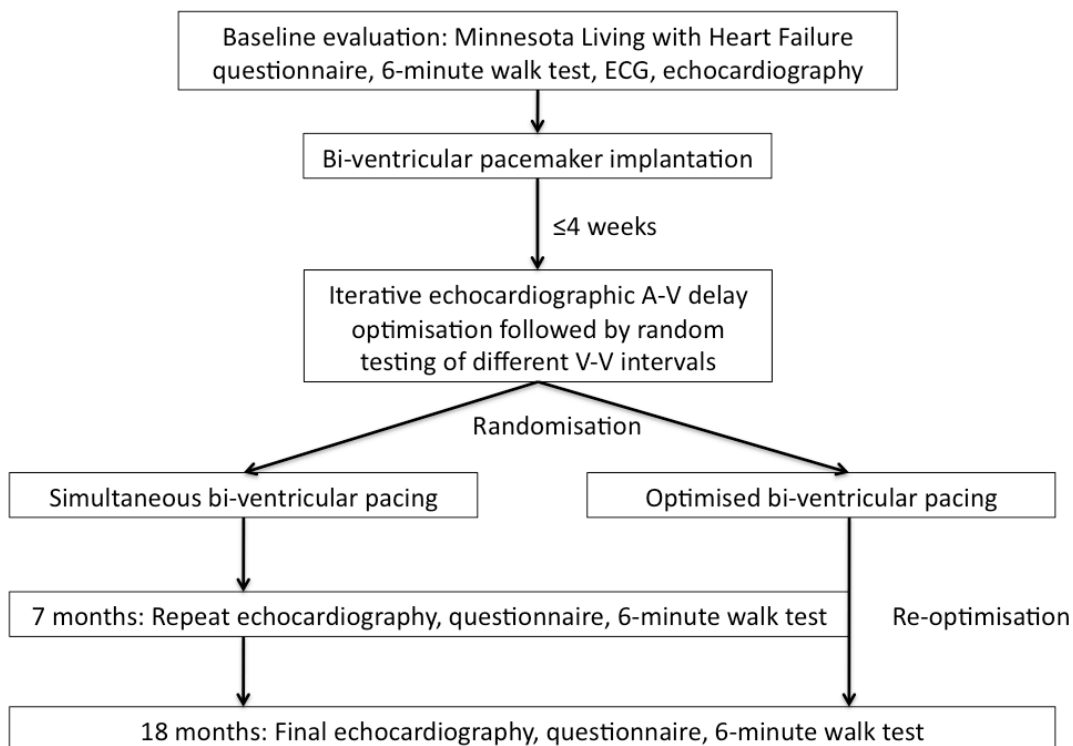 Baseline evaluation: Minnesota Living with Heart Failure
questionnaire, 6-minute walk test, ECG, echocardiography
Bi-ventricular pacemaker implantation
≤4 weeks
Iterative echocardiographic A-V delay
optimisation followed by random
testing of different V-V intervals
Randomisation
Simultaneous bi-ventricular pacing
Optimised bi-ventricular pacing
7 months: Repeat echocardiography, questionnaire, 6-minute walk test
Re-optimisation
18 months: Final echocardiography, questionnaire, 6-minute walk test